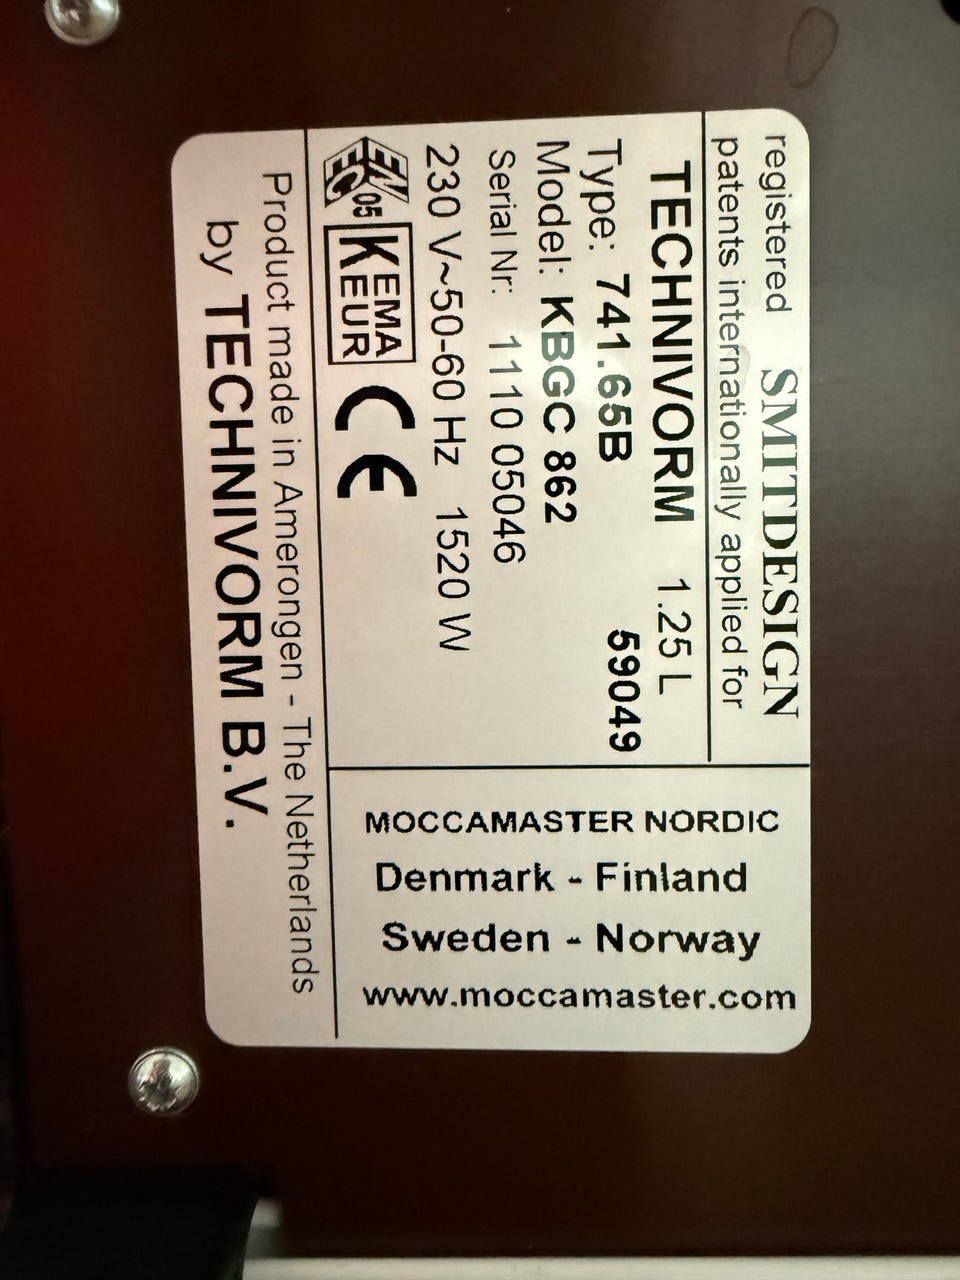 registered SMITDESIGN
patents internationally applied for
TECHNIVORM 1.25 L
Type: 741.65B 59049
Model: KBGC 862
Serial Nr: 1110 05046
230 V~50-60 Hz 1520 W
ENEC 05 KEMA KEUR CE
Product made in Amerongen - The Netherlands
by TECHNIVORM B.V.
MOCCAMASTER NORDIC
Denmark - Finland
Sweden - Norway
www.moccamaster.com